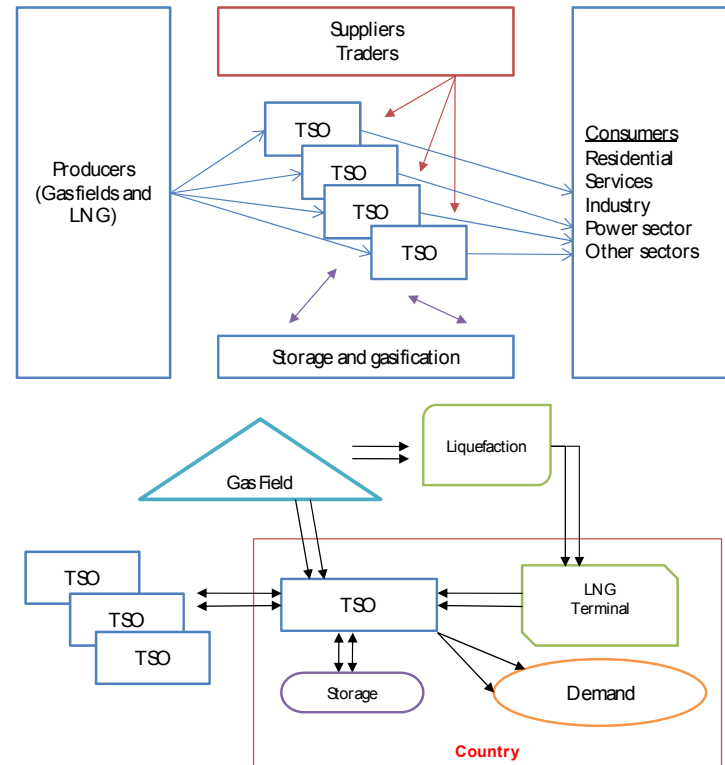 Suppliers
Traders
Producers
(Gasfields and
LNG)
TSO
TSO
TSO
TSO
Consumers
Residential
Services
Industry
Power sector
Other sectors
Storage and gasification
Gas Field
Liquefaction
TSO
TSO
TSO
TSO
LNG
Terminal
Storage
Demand
Country